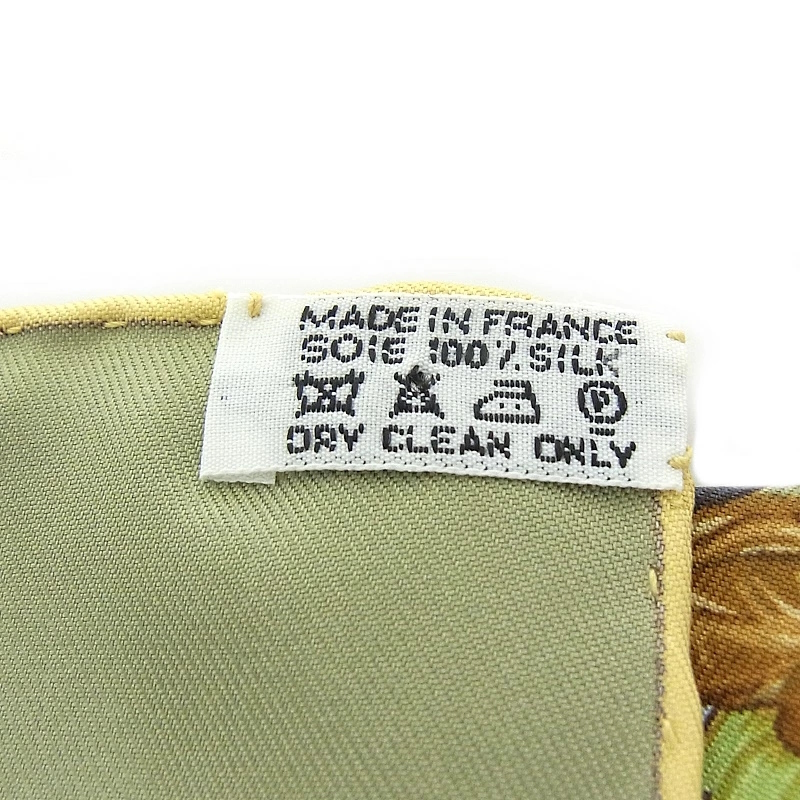 MADE IN FRANCE
SOIE 100% SILK
P
DRY CLEAN ONLY